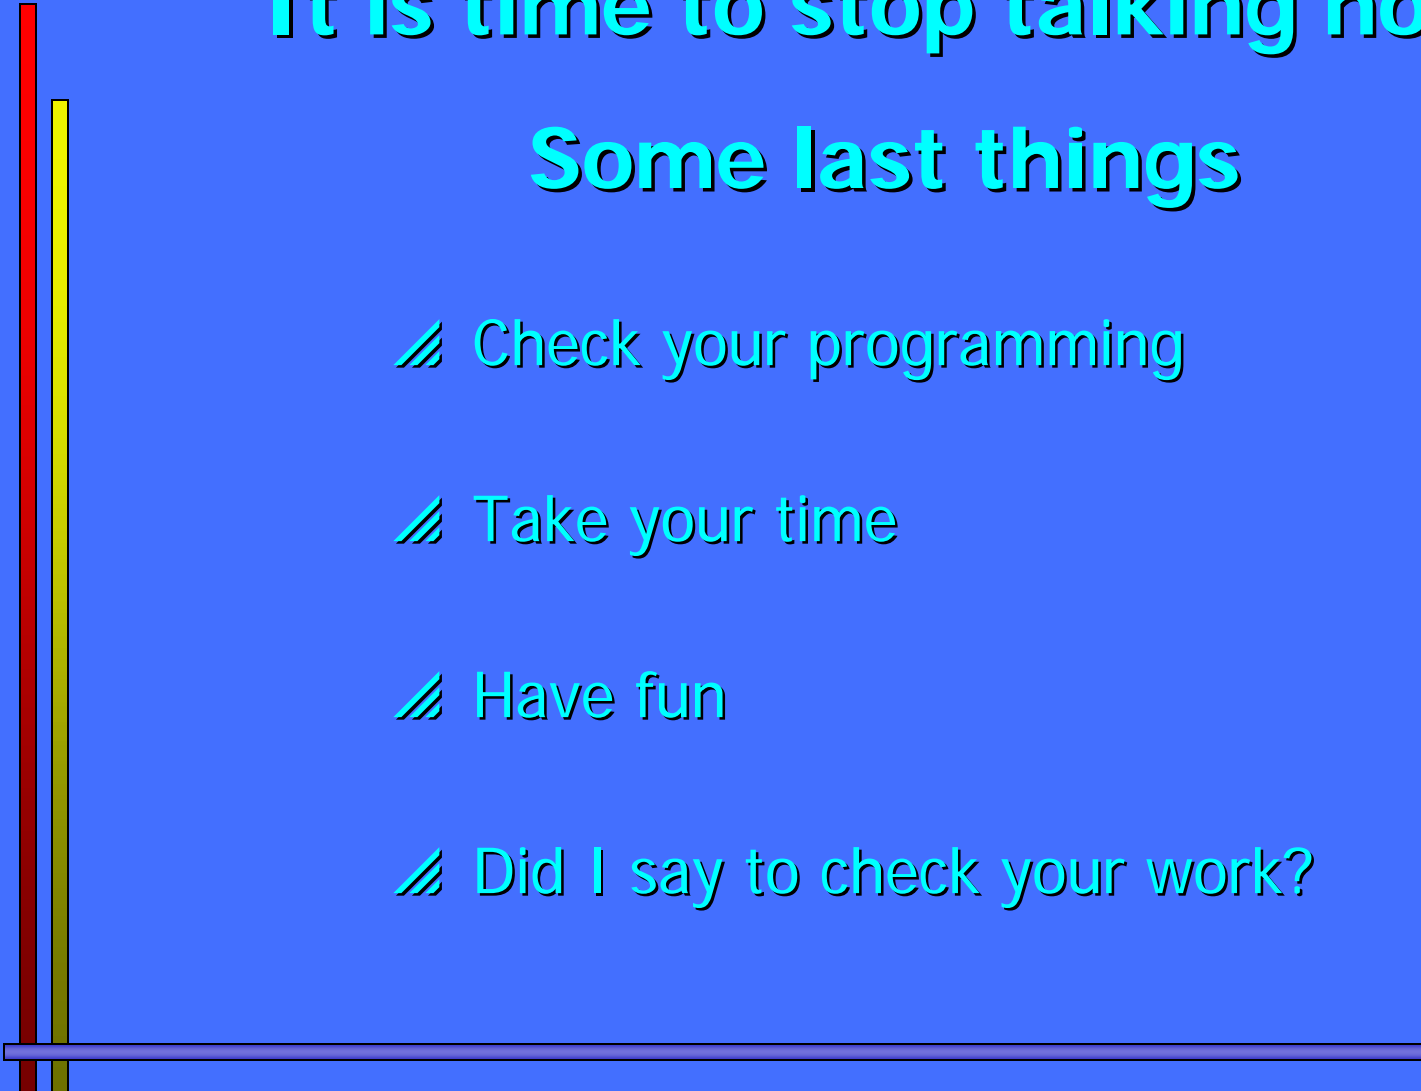 It is time to stop talking
Some last things
Check your programming
Take your time
Have fun
Did I say to check your work?